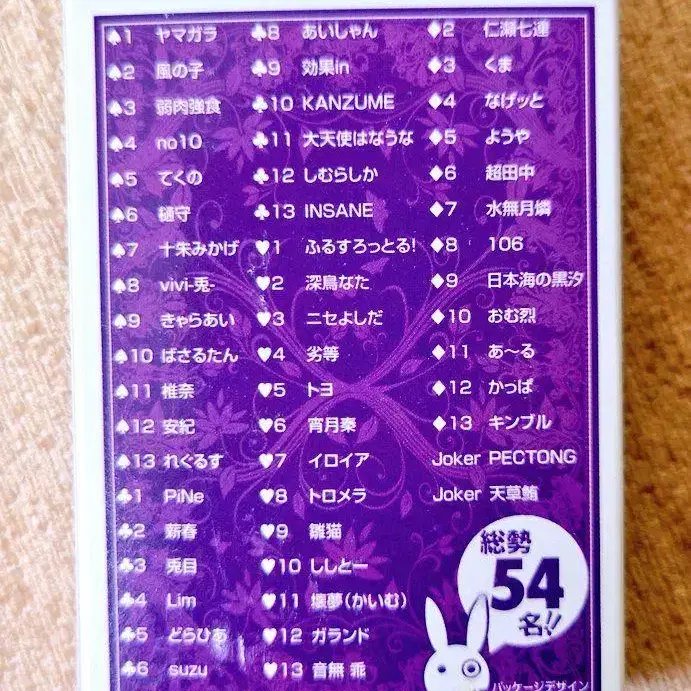 ♠1 ヤマガラ
♠2 風の子
♠3 弱肉強食
♠4 no10
♠5 てくの
♠6 樋守
♠7 十朱みかげ
♠8 vivi-兎-
♠9 きゃらあい
♠10 ばさるたん
♠11 椎奈
♠12 安紀
♠13 れぐるす
♣1 PiNe
♣2 薪春
♣3 兎目
♣4 Lim
♣5 どらひあ
♣6 suzu
♣8 あいしゃん
♣9 効果in
♣10 KANZUME
♣11 大天使はなうな
♣12 しむらしか
♣13 INSANE
♥1 ふるすろっとる!
♥2 深鳥なた
♥3 ニセよしだ
♥4 劣等
♥5 トヨ
♥6 宵月秦
♥7 イロイア
♥8 トロメラ
♥9 雛猫
♥10 ししとー
♥11 懐夢(かいむ)
♥12 ガランド
♥13 音無 乖
♦2 仁瀬七連
♦3 くま
♦4 なげッと
♦5 ようや
♦6 超田中
♦7 水無月燐
♦8 106
♦9 日本海の黒汐
♦10 おむ烈
♦11 あ〜る
♦12 かっぱ
♦13 キンブル
Joker PECTONG
Joker 天草鮪
総勢
54
名!!
パッケージデザイン